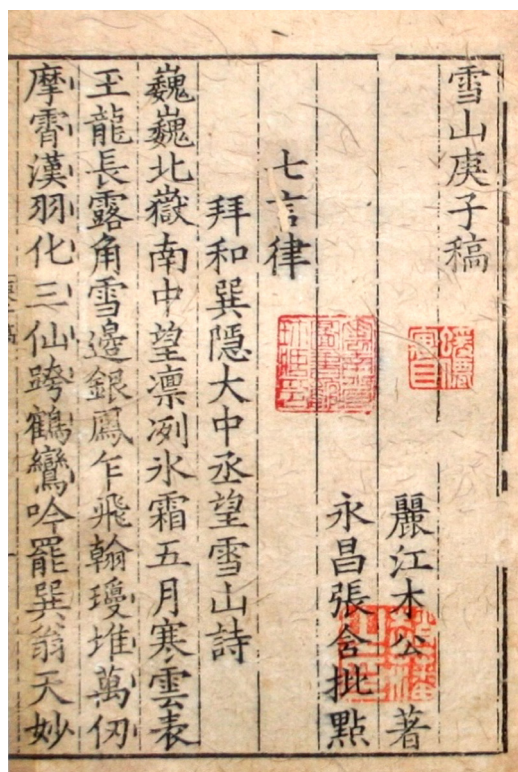 雪山庚子稿
麗江木公著
永昌張含批點
七言律
拜和巽隱大中丞望雪山詩
巍巍北嶽南中望凛冽氷霜五月寒雲表
玉龍長露角雪邊銀鳳乍飛翰瓊堆萬仞
摩霄漢羽化三仙跨鶴鸞吟罷巽翁天妙